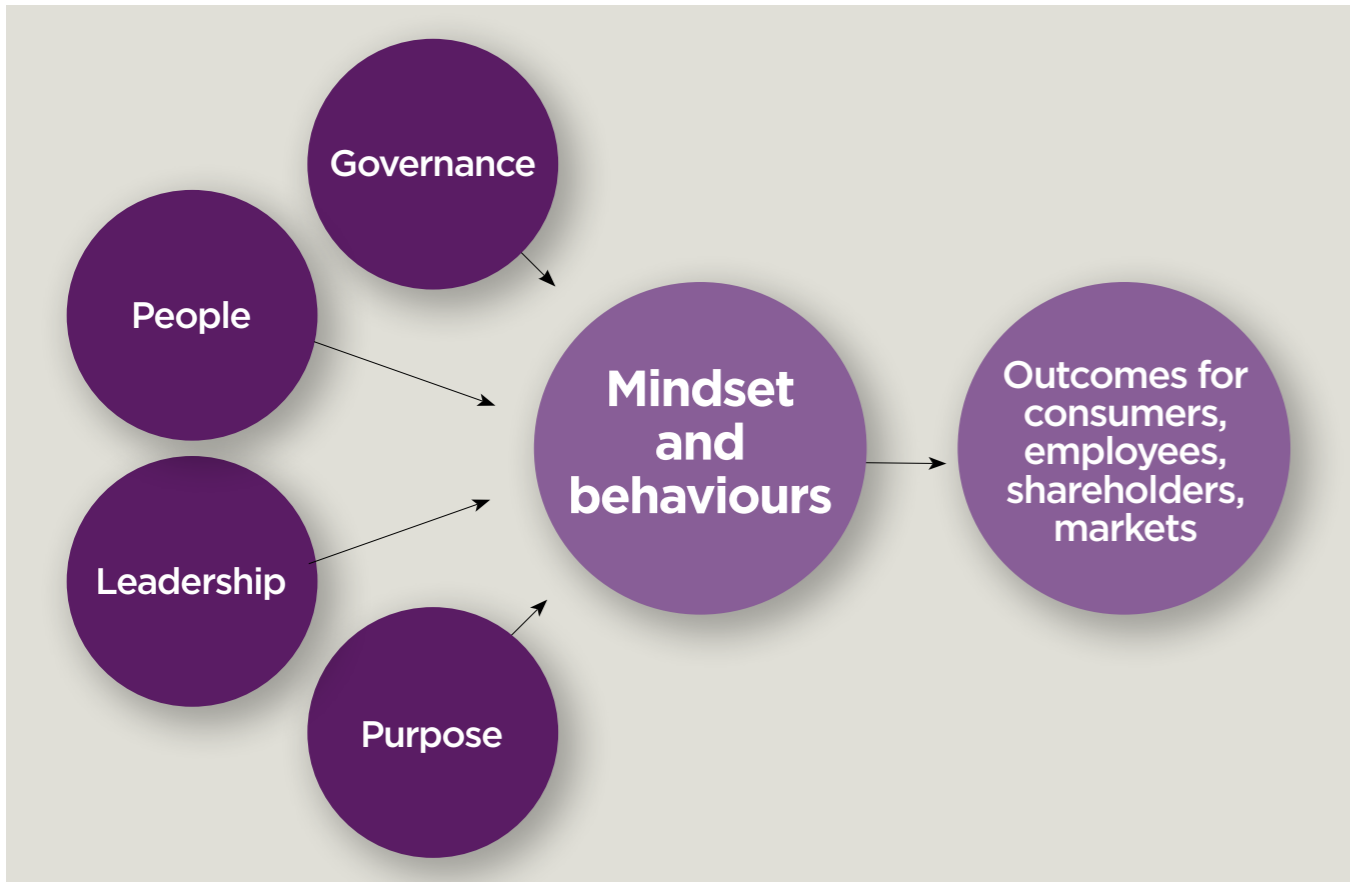 Governance
People
Leadership
Purpose
Mindset
and
behaviours
Outcomes for
consumers,
employees,
shareholders,
markets